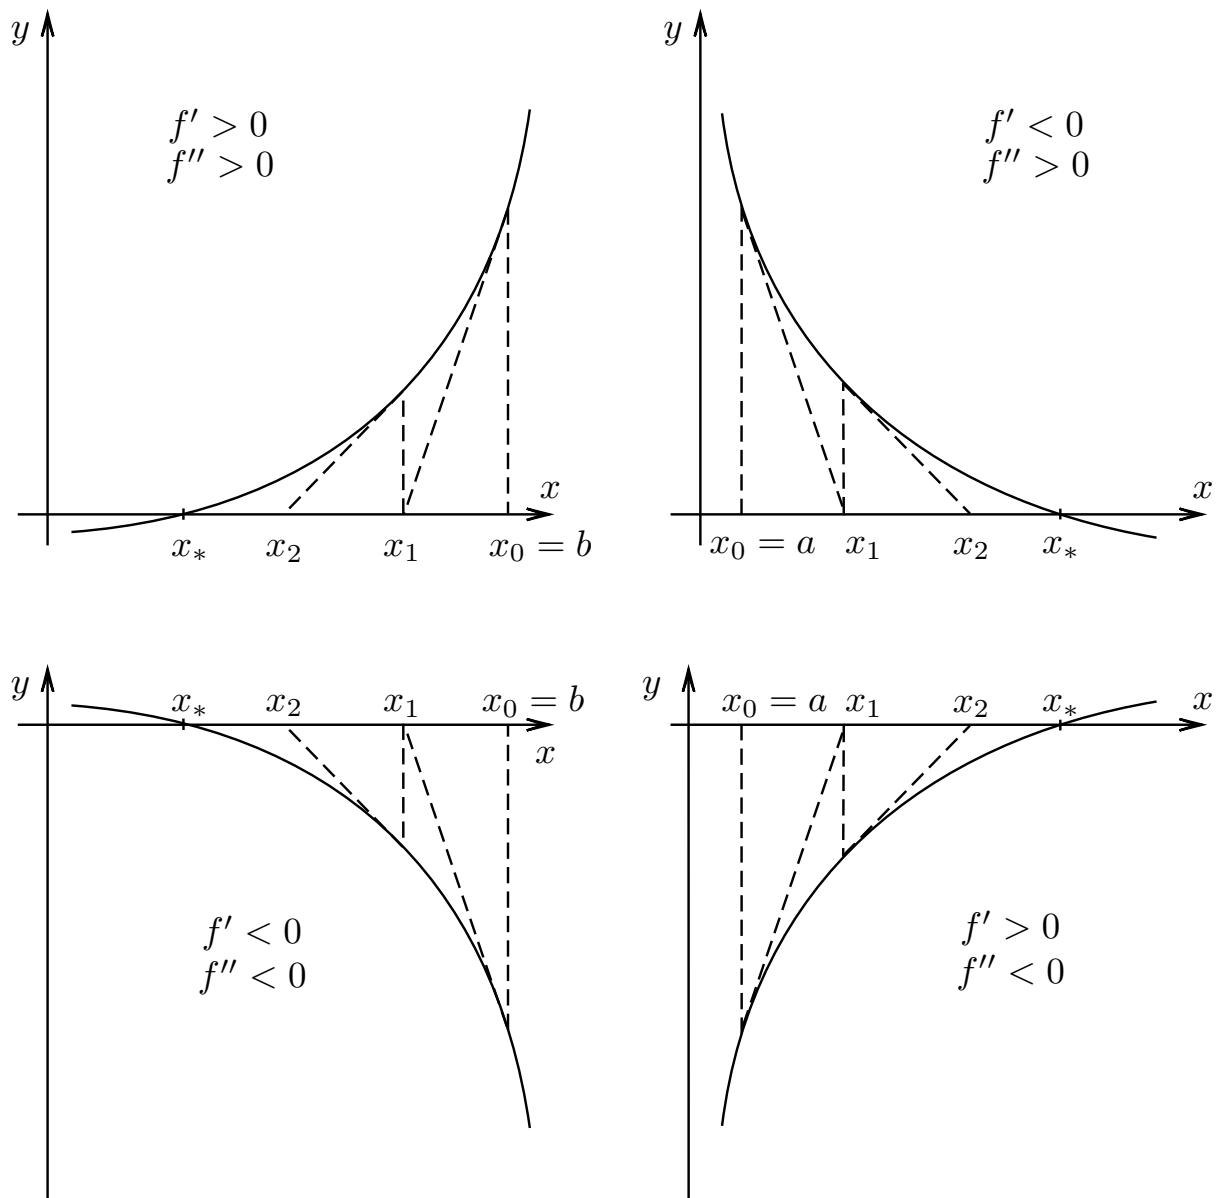 y
f′ > 0
f″ > 0
x
x* x2 x1 x0 = b
y
f′ < 0
f″ > 0
x
x0 = a x1 x2 x*
y
x* x2 x1 x0 = b
x
f′ < 0
f″ < 0
y
x0 = a x1 x2 x* x
f′ > 0
f″ < 0